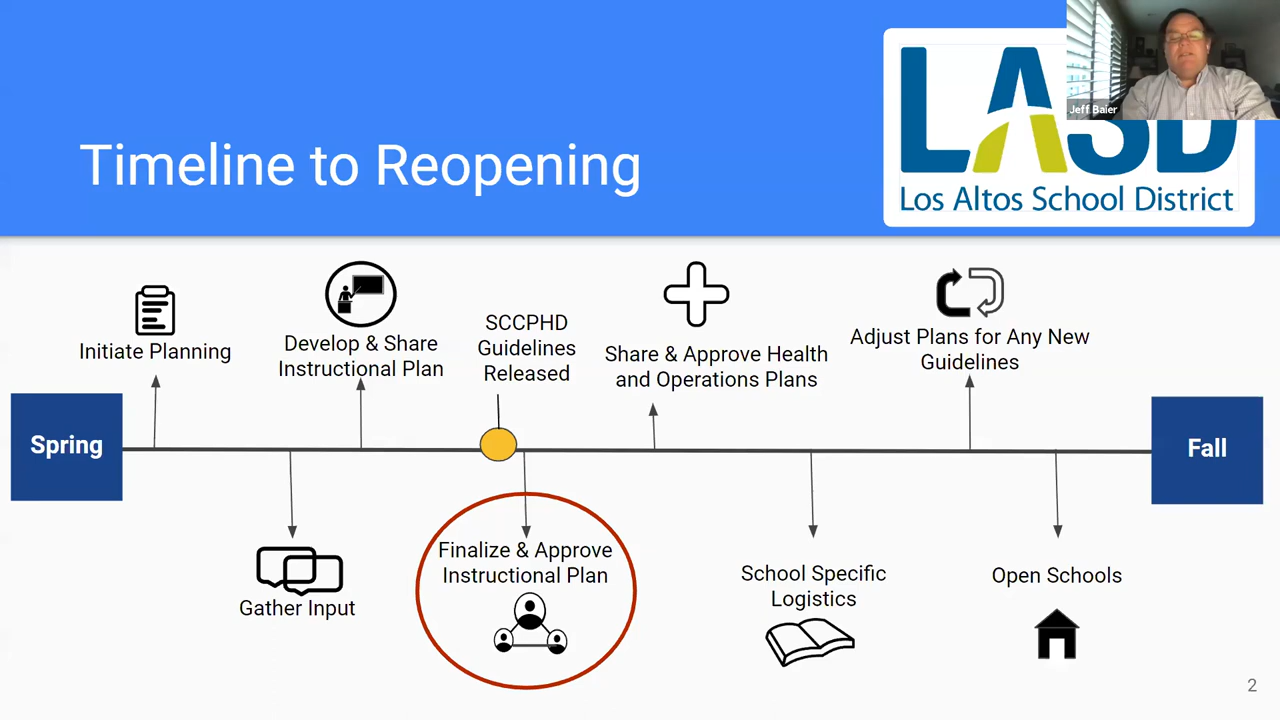 Jeff Baier
LASD
Los Altos School District
Timeline to Reopening
Initiate Planning
Develop & Share
Instructional Plan
SCCPHD
Guidelines
Released
Share & Approve Health
and Operations Plans
Adjust Plans for Any New
Guidelines
Spring
Fall
Gather Input
Finalize & Approve
Instructional Plan
School Specific
Logistics
Open Schools
2